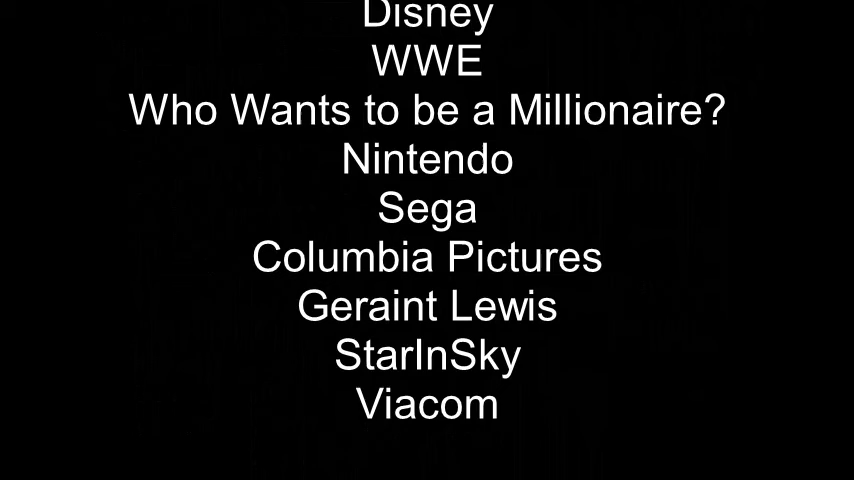 Disney
WWE
Who Wants to be a Millionaire?
Nintendo
Sega
Columbia Pictures
Geraint Lewis
StarInSky
Viacom